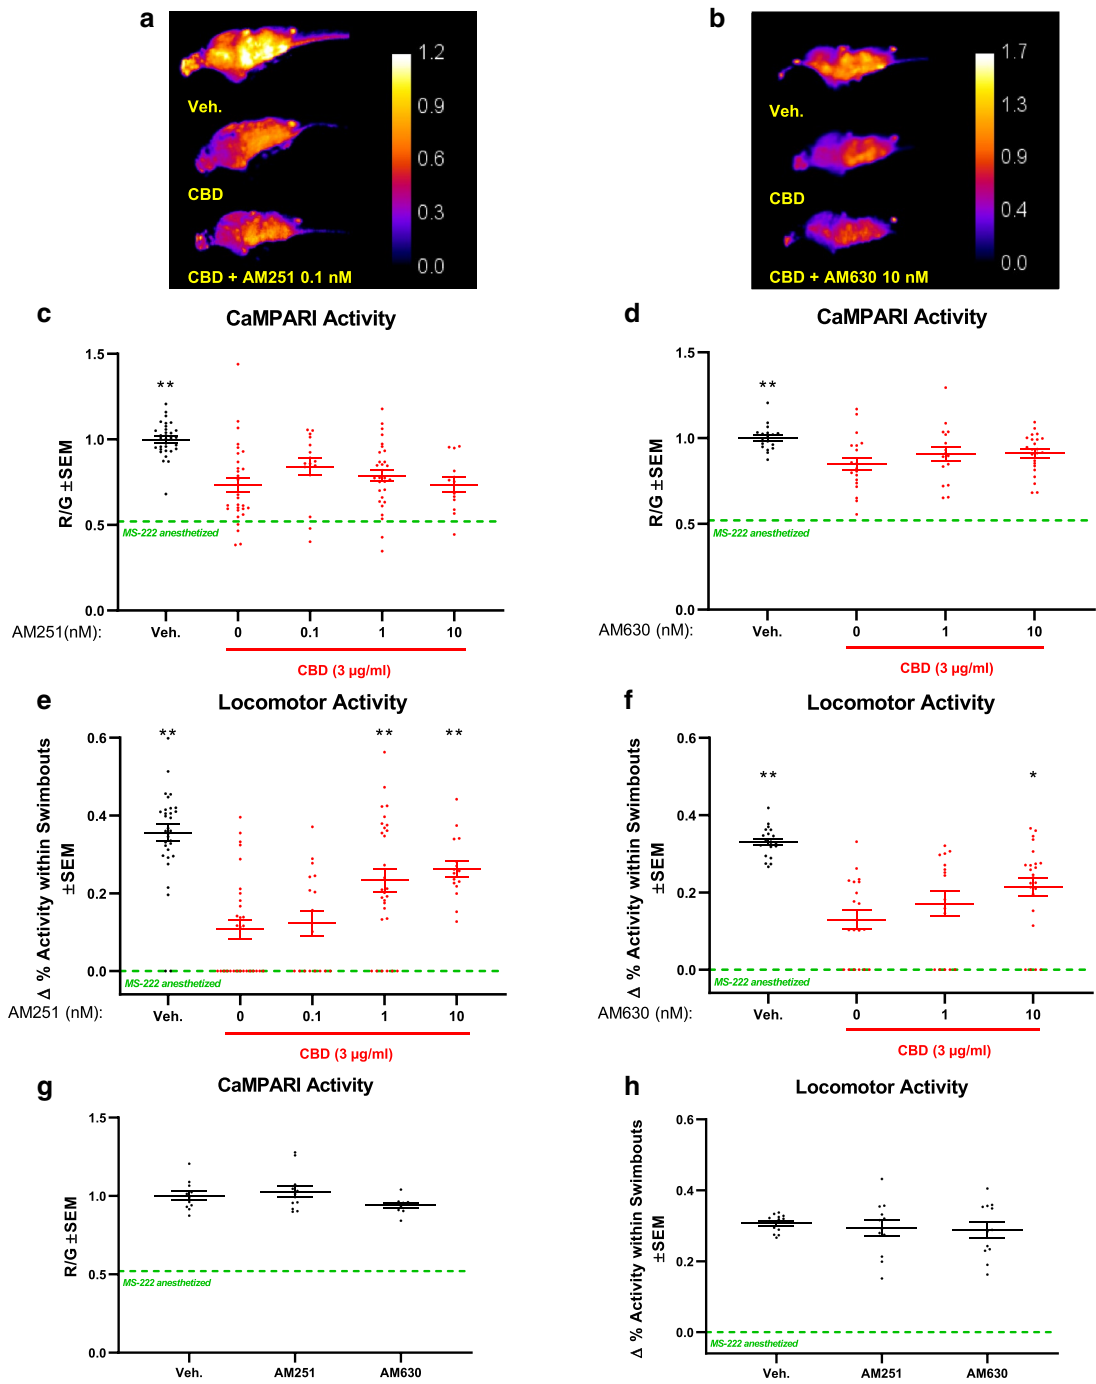 a
Veh.
CBD
CBD + AM251 0.1 nM
1.2
0.9
0.6
0.3
0.0
b
Veh.
CBD
CBD + AM630 10 nM
1.7
1.3
0.9
0.4
0.0
c
CaMPARI Activity
R/G ±SEM
1.5
1.0
0.5
0.0
**
MS-222 anesthetized
AM251(nM):
Veh.
0
0.1
1
10
CBD (3 µg/ml)
d
CaMPARI Activity
R/G ±SEM
1.5
1.0
0.5
0.0
**
MS-222 anesthetized
AM630 (nM):
Veh.
0
1
10
CBD (3 µg/ml)
e
Locomotor Activity
Δ % Activity within Swimbouts
±SEM
0.6
0.4
0.2
0.0
**
**
**
MS-222 anesthetized
AM251 (nM):
Veh.
0
0.1
1
10
CBD (3 µg/ml)
f
Locomotor Activity
Δ % Activity within Swimbouts
±SEM
0.6
0.4
0.2
0.0
**
*
MS-222 anesthetized
AM630 (nM):
Veh.
0
1
10
CBD (3 µg/ml)
g
CaMPARI Activity
R/G ±SEM
1.5
1.0
0.5
0.0
MS-222 anesthetized
Veh.
AM251
AM630
h
Locomotor Activity
Δ % Activity within Swimbouts
±SEM
0.6
0.4
0.2
0.0
MS-222 anesthetized
Veh.
AM251
AM630